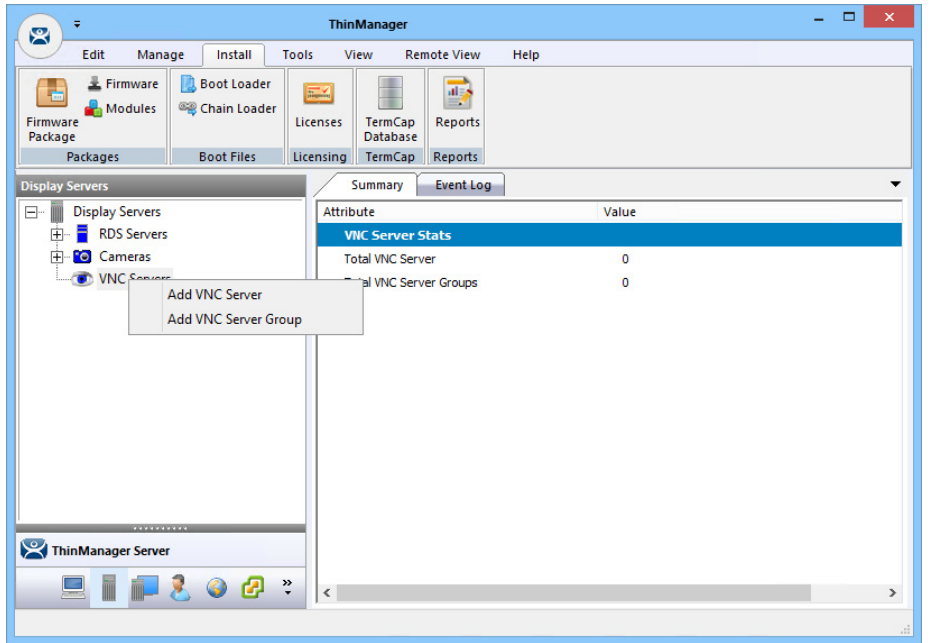 ThinManager
Edit Manage Install Tools View Remote View Help
Firmware
Modules
Firmware
Package
Packages
Boot Loader
Chain Loader
Boot Files
Licenses
Licensing
TermCap
Database
TermCap
Reports
Reports
Display Servers
Display Servers
RDS Servers
Cameras
VNC Servers
Add VNC Server
Add VNC Server Group
ThinManager Server
Summary Event Log
Attribute Value
VNC Server Stats
Total VNC Server 0
Total VNC Server Groups 0